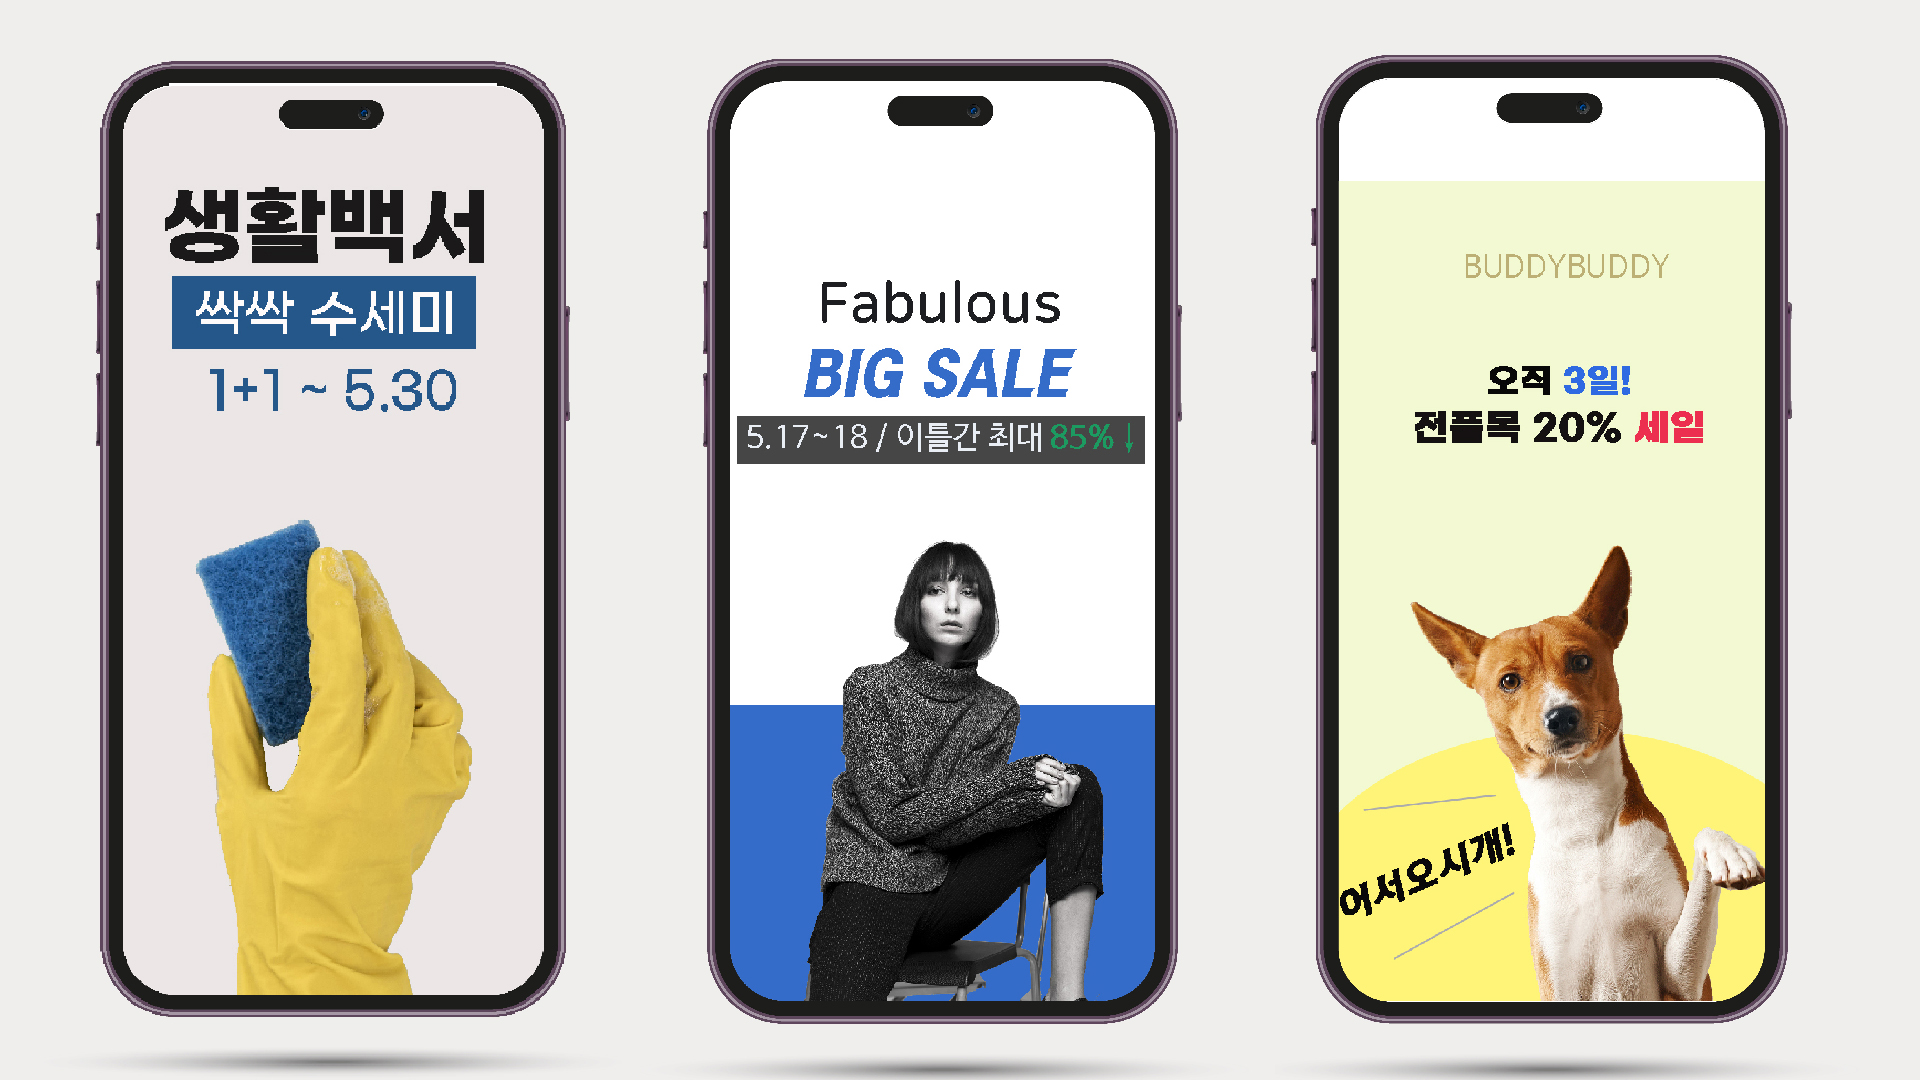 생활백서
싹싹 수세미
1+1 ~ 5.30
Fabulous
BIG SALE
5.17~18 / 이틀간 최대 85% ↓
BUDDYBUDDY
오직 3일!
전품목 20% 세일
어서오시개!